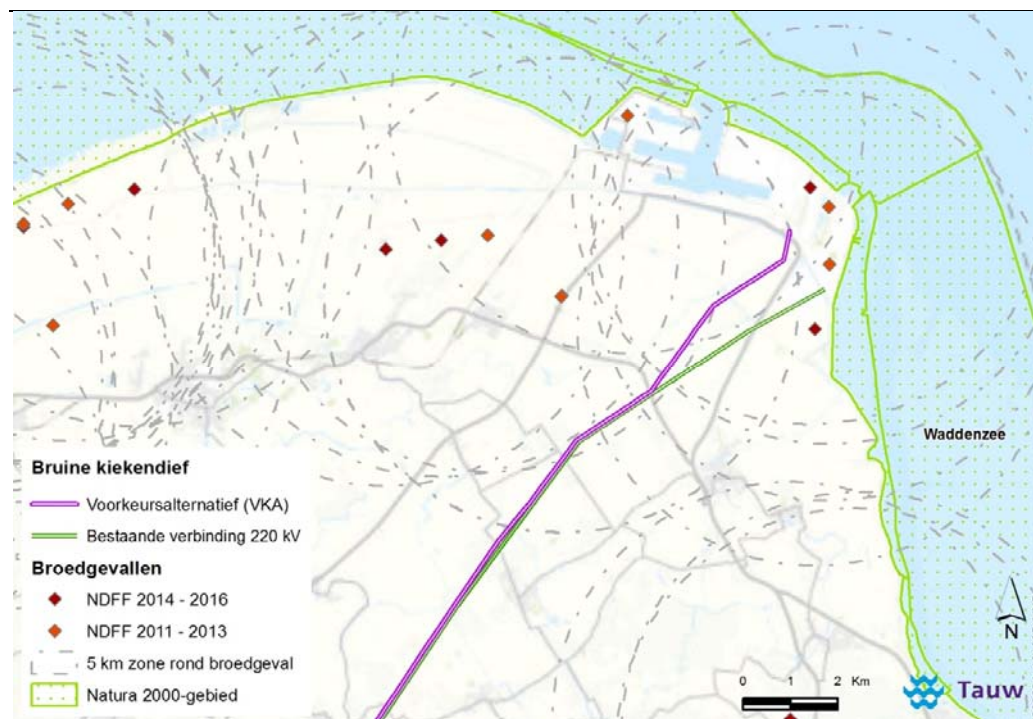 Waddenzee
Bruine kiekendief
Voorkeursalternatief (VKA)
Bestaande verbinding 220 kV
Broedgevallen
NDFF 2014 - 2016
NDFF 2011 - 2013
5 km zone rond broedgeval
Natura 2000-gebied
N
0 1 2 Km
Tauw